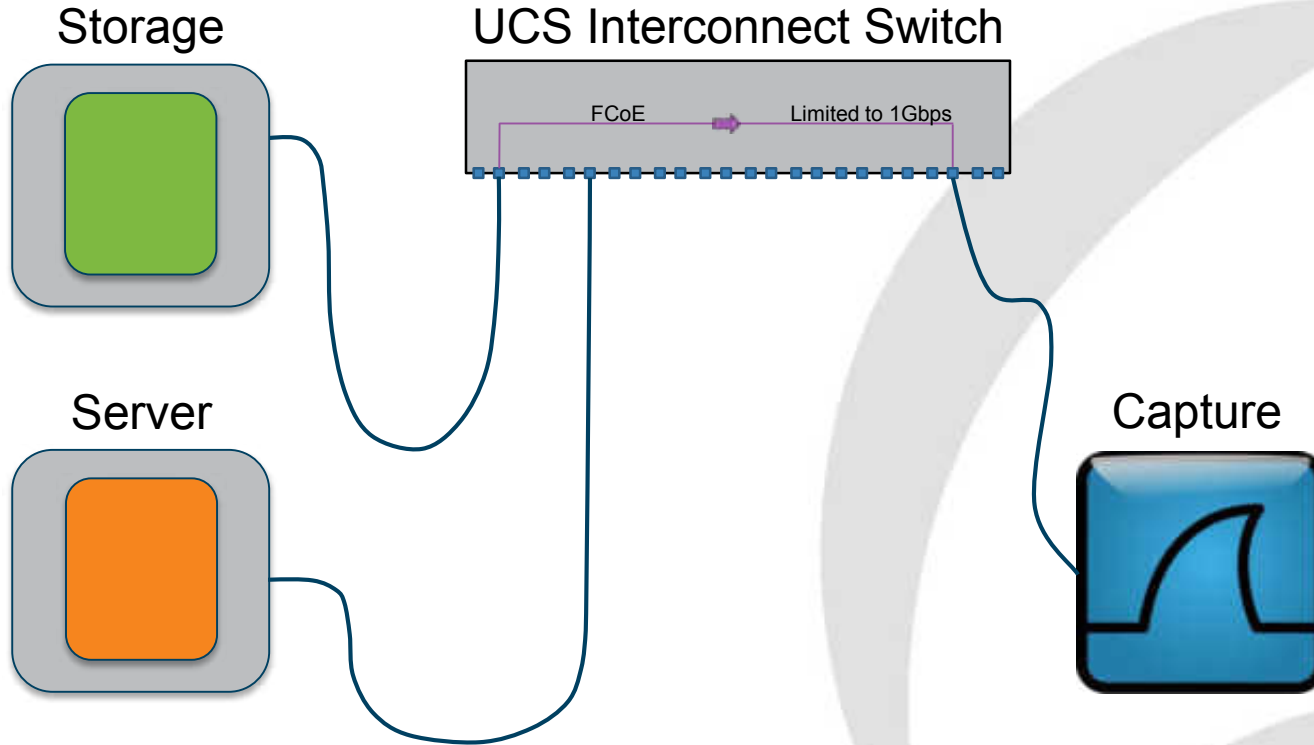 Storage
UCS Interconnect Switch
FCoE
Limited to 1Gbps
Server
Capture